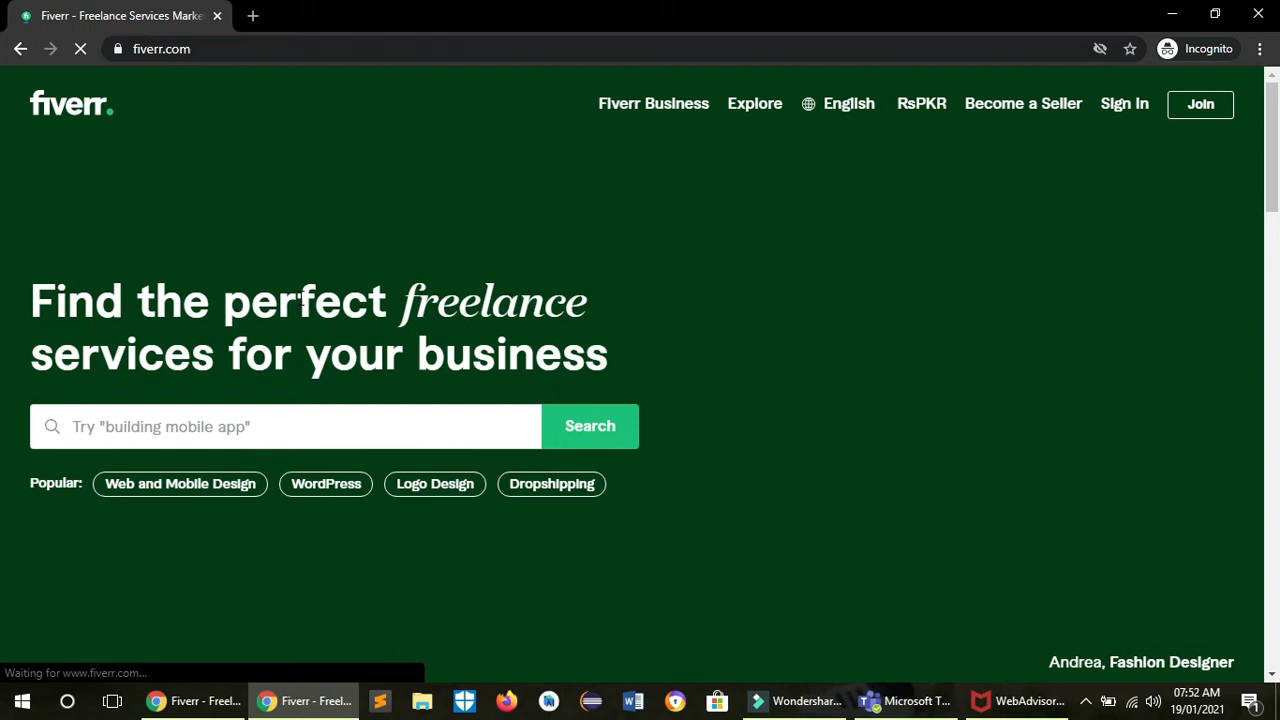 Fiverr - Freelance Services Marke
fiverr.com
Incognito
fiverr.
Fiverr Business
Explore
English
RsPKR
Become a Seller
Sign In
Join
Find the perfect freelance
services for your business
Try "building mobile app"
Search
Popular:
Web and Mobile Design
WordPress
Logo Design
Dropshipping
Andrea, Fashion Designer
Waiting for www.fiverr.com...
Fiverr - Freel...
Fiverr - Freel...
Wondershar...
Microsoft T...
WebAdvisor...
07:52 AM
19/01/2021
1